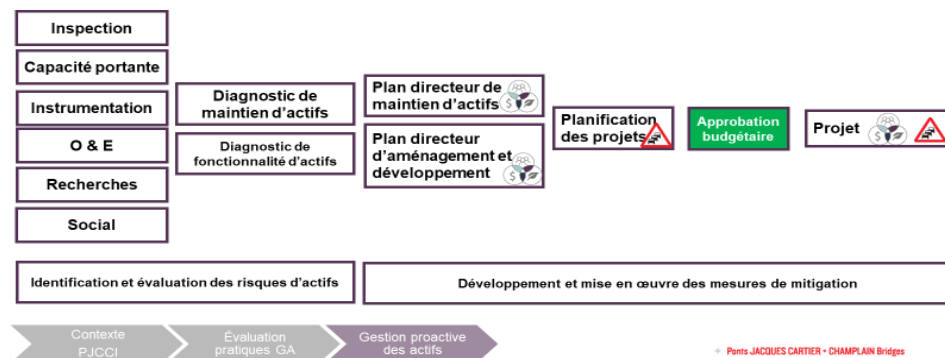 Inspection
Capacité portante
Instrumentation
O & E
Recherches
Social
Diagnostic de
maintien d'actifs
Diagnostic de
fonctionnalité d'actifs
Plan directeur de
maintien d'actifs
Plan directeur
d'aménagement et
développement
Planification
des projets
Approbation
budgétaire
Projet
Identification et évaluation des risques d'actifs
Développement et mise en œuvre des mesures de mitigation
Contexte
PJCCI
Évaluation
pratiques GA
Gestion proactive
des actifs
Ponts JACQUES CARTIER + CHAMPLAIN Bridges